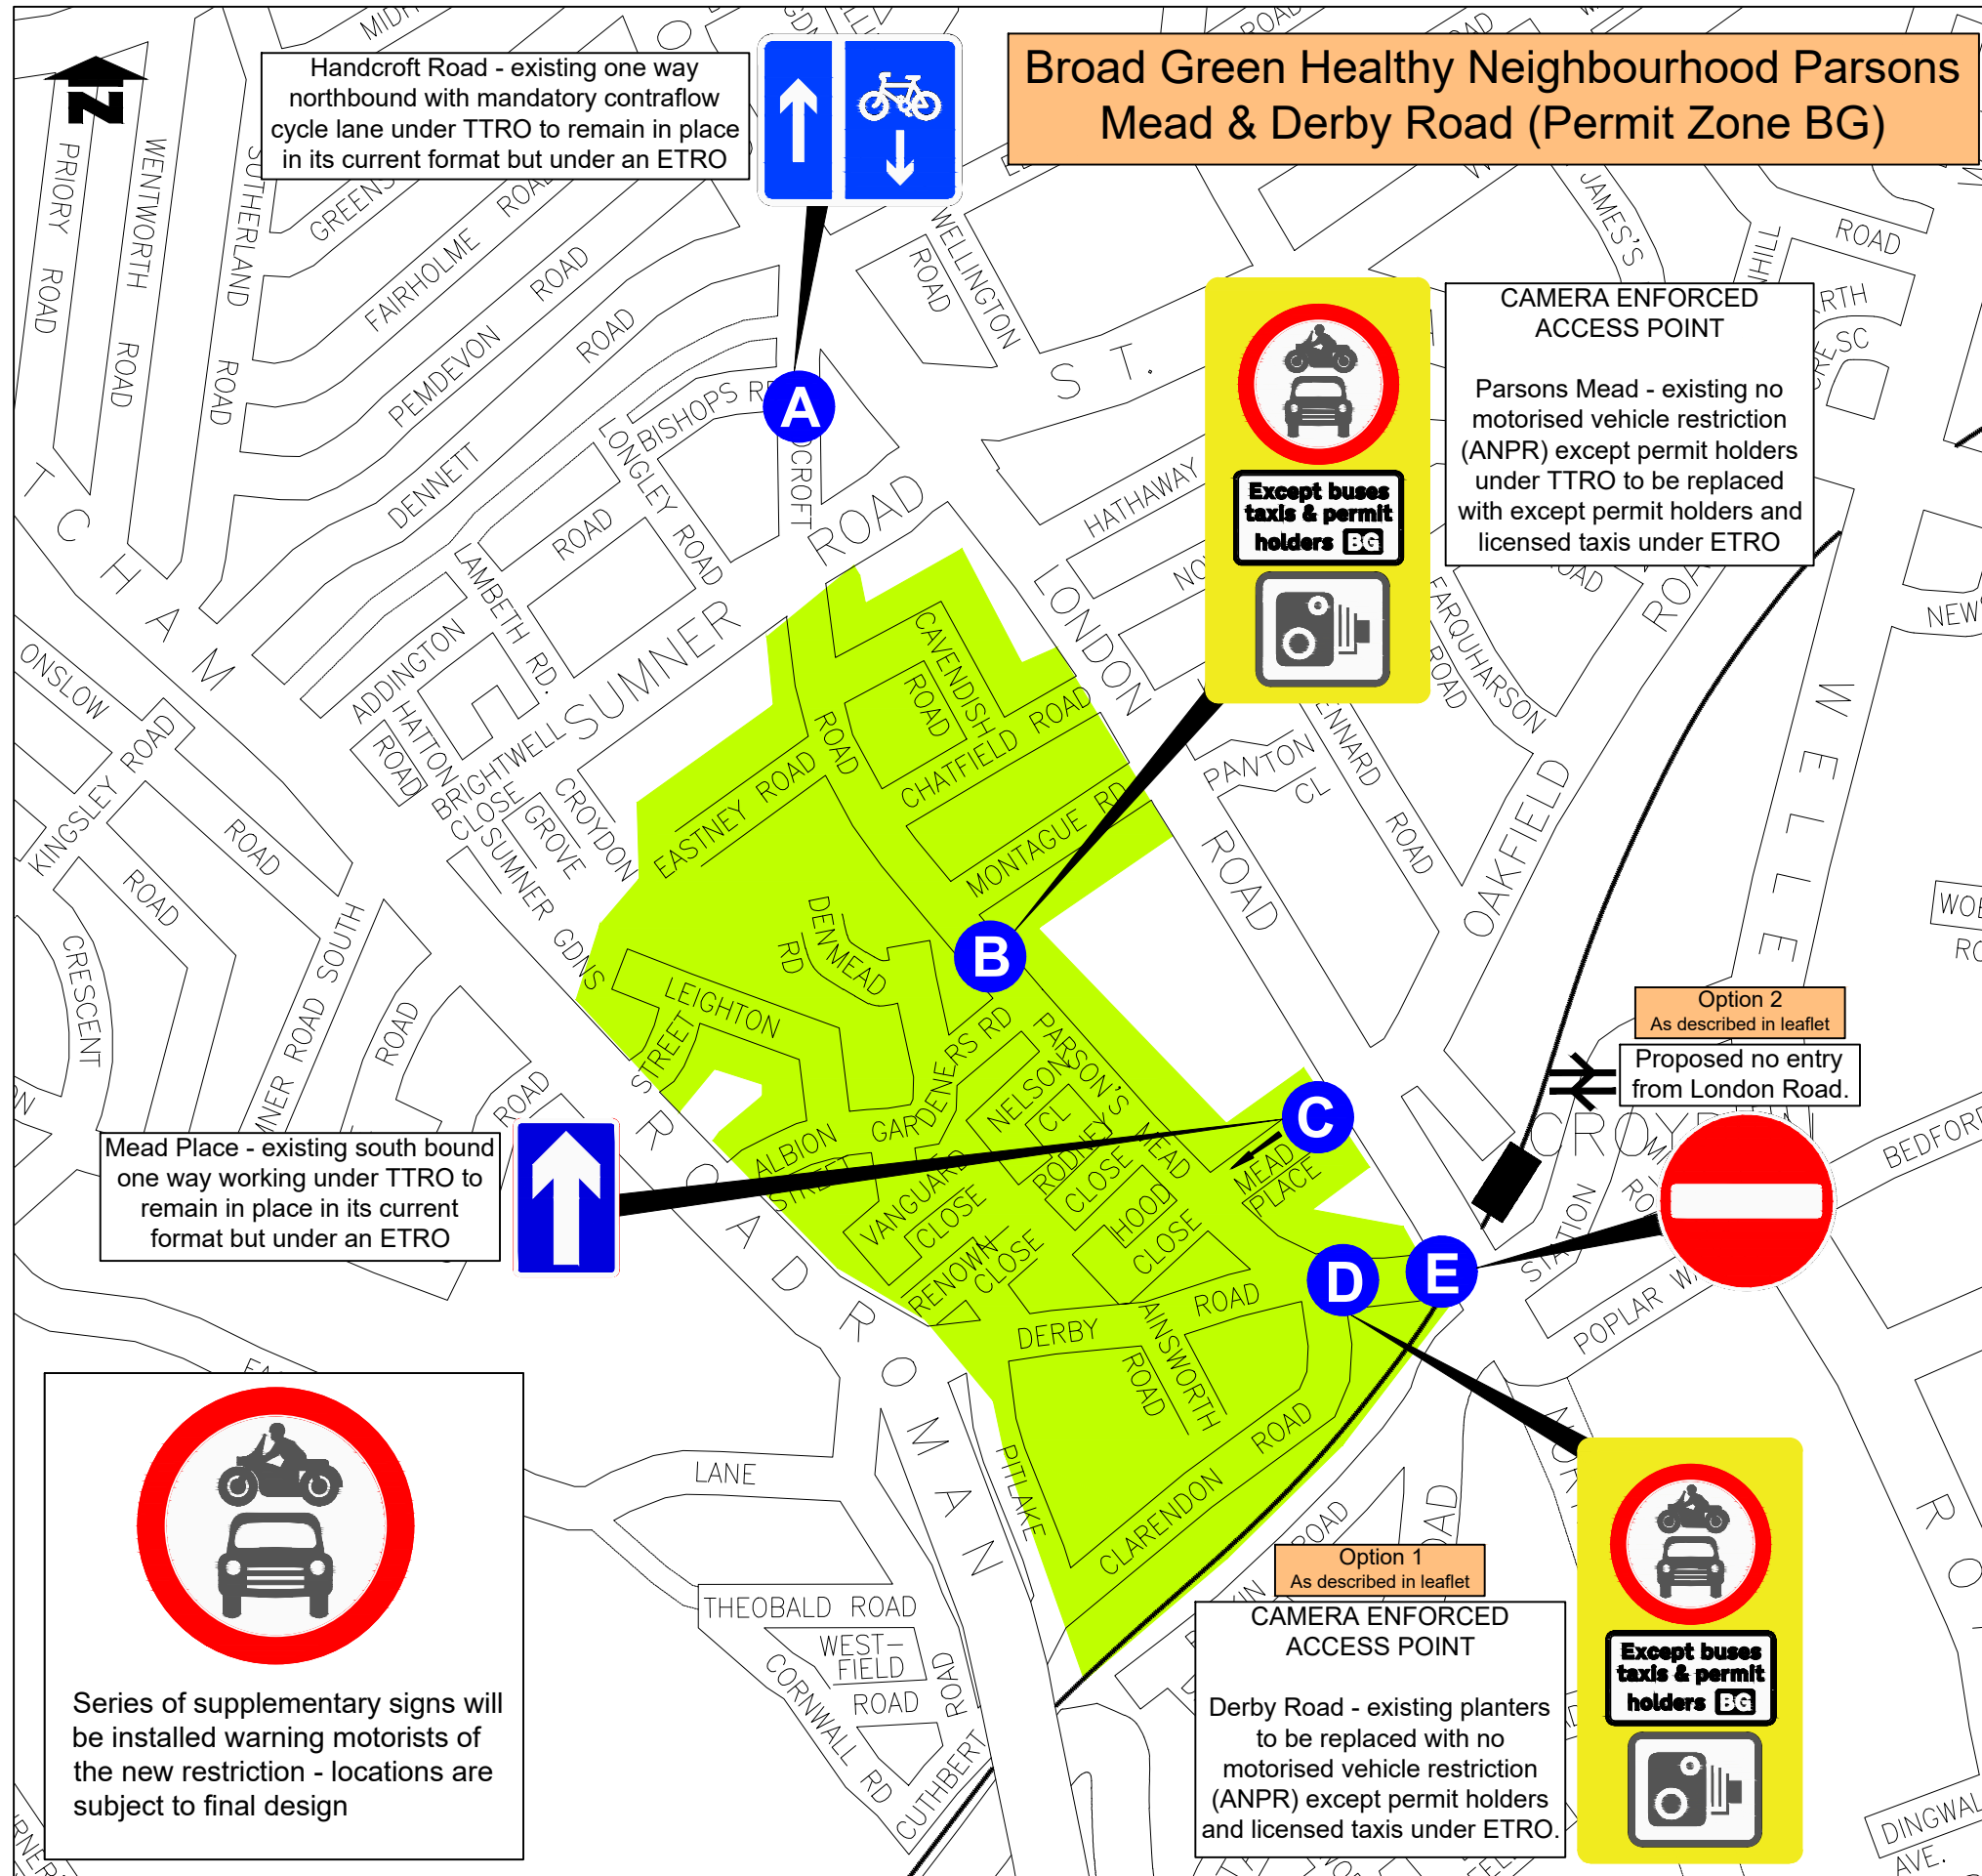 Broad Green Healthy Neighbourhood Parsons
Mead & Derby Road (Permit Zone BG)
N
Handcroft Road - existing one way
northbound with mandatory contraflow
cycle lane under TTRO to remain in place
in its current format but under an ETRO
CAMERA ENFORCED
ACCESS POINT
Parsons Mead - existing no
motorised vehicle restriction
(ANPR) except permit holders
under TTRO to be replaced
with except permit holders and
licensed taxis under ETRO
Except buses
taxis & permit
holders BG
A
B
C
D
E
Option 2
As described in leaflet
Proposed no entry
from London Road.
Mead Place - existing south bound
one way working under TTRO to
remain in place in its current
format but under an ETRO
Series of supplementary signs will
be installed warning motorists of
the new restriction - locations are
subject to final design
Option 1
As described in leaflet
CAMERA ENFORCED
ACCESS POINT
Derby Road - existing planters
to be replaced with no
motorised vehicle restriction
(ANPR) except permit holders
and licensed taxis under ETRO.
Except buses
taxis & permit
holders BG
PRIORY ROAD
WENTWORTH ROAD
SUTHERLAND ROAD
FAIRHOLME ROAD
PEMDEVON ROAD
DENNETT ROAD
BISHOPS
LONGLEY ROAD
WELLINGTON
ROAD
ST.
JAMES'S
ROAD
CRESC
HATHAWAY
LONDON ROAD
FARQUHARSON
ROAD
OAKFIELD ROAD
PANTON
CL
ROAD
SUMNER ROAD
LAMBETH RD.
ROAD
ADDINGTON
ROAD
HATTON
BRIGHTWELL
CLOSE
CROYDON
GROVE
SUMNER GDNS
ONSLOW
ROAD
KINGSLEY ROAD
ROAD
CRESCENT
ROAD
ROAD
CAVENDISH
ROAD
CHATFIELD ROAD
MONTAGUE RD
EASTNEY ROAD
ROAD
DENMEAD
RD
LEIGHTON
STREET
GARDENERS RD
ALBION
STREET
PARSON'S
MEAD
NELSON
CL
RODNEY
CLOSE
HOOD
CLOSE
VANGUARD
CLOSE
RENOWN
CLOSE
MEAD
PLACE
DERBY
ROAD
AINSWORTH
ROAD
CLARENDON
ROAD
PITLAKE
ROMAN
LANE
THEOBALD ROAD
WEST-
FIELD
ROAD
CORNWALL RD
CUTHBERT
ROAD
STATION
ROAD